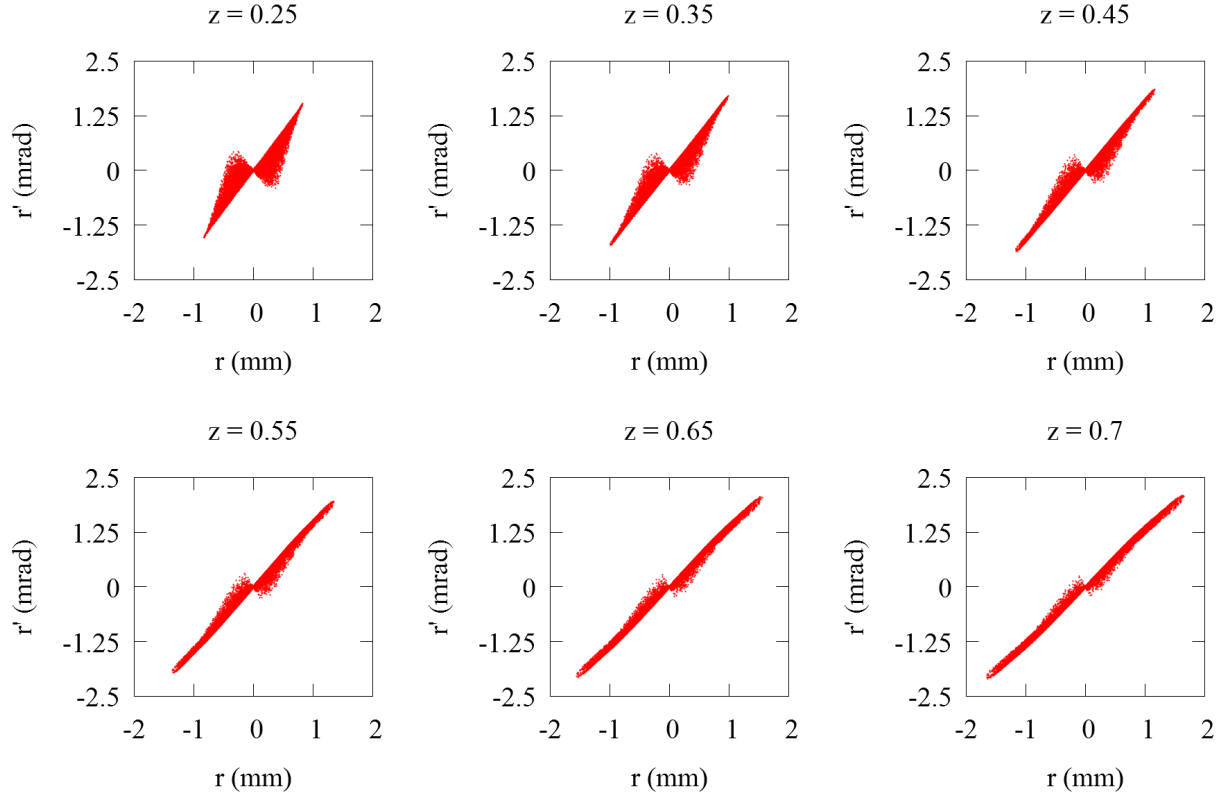 z = 0.25
2.5
1.25
0
-1.25
-2.5
r' (mrad)
-2 -1 0 1 2
r (mm)
z = 0.35
2.5
1.25
0
-1.25
-2.5
r' (mrad)
-2 -1 0 1 2
r (mm)
z = 0.45
2.5
1.25
0
-1.25
-2.5
r' (mrad)
-2 -1 0 1 2
r (mm)
z = 0.55
2.5
1.25
0
-1.25
-2.5
r' (mrad)
-2 -1 0 1 2
r (mm)
z = 0.65
2.5
1.25
0
-1.25
-2.5
r' (mrad)
-2 -1 0 1 2
r (mm)
z = 0.7
2.5
1.25
0
-1.25
-2.5
r' (mrad)
-2 -1 0 1 2
r (mm)